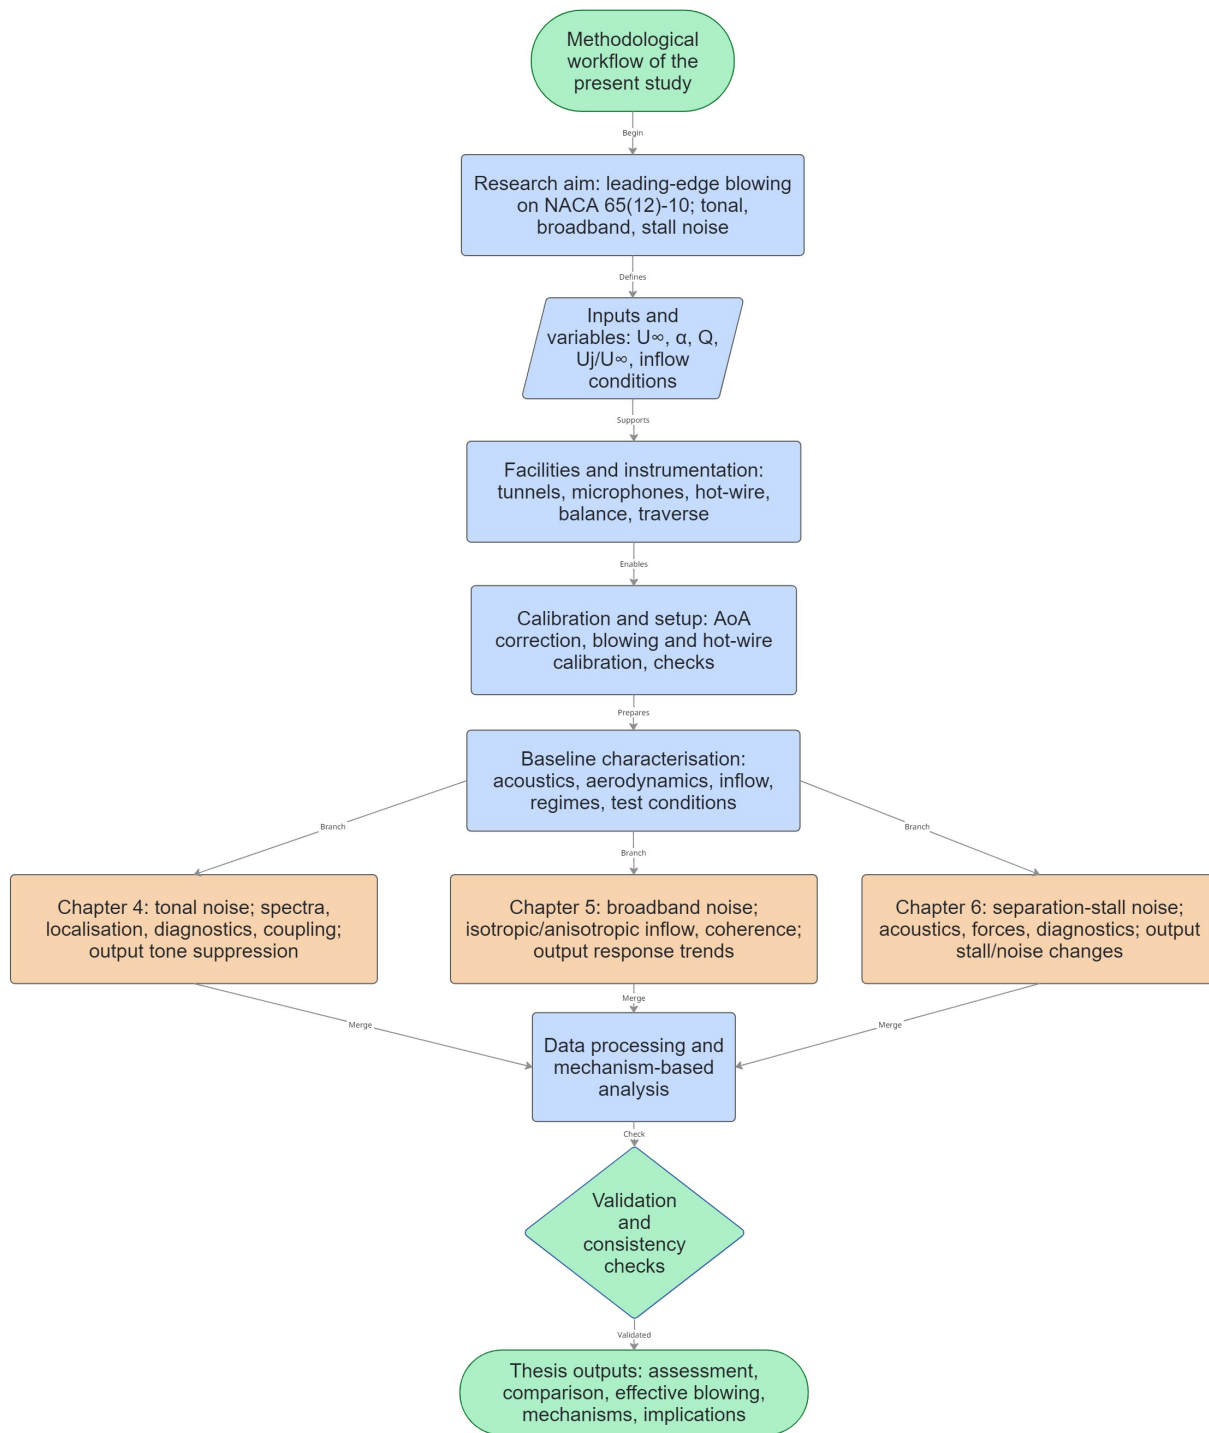 Methodological
workflow of the
present study
Begin
Research aim: leading-edge blowing
on NACA 65(12)-10; tonal,
broadband, stall noise
Defines
Inputs and
variables: U∞, α, Q,
Uj/U∞, inflow
conditions
Supports
Facilities and instrumentation:
tunnels, microphones, hot-wire,
balance, traverse
Enables
Calibration and setup: AoA
correction, blowing and hot-wire
calibration, checks
Prepares
Baseline characterisation:
acoustics, aerodynamics, inflow,
regimes, test conditions
Branch
Branch
Branch
Chapter 4: tonal noise; spectra,
localisation, diagnostics, coupling;
output tone suppression
Chapter 5: broadband noise;
isotropic/anisotropic inflow, coherence;
output response trends
Chapter 6: separation-stall noise;
acoustics, forces, diagnostics; output
stall/noise changes
Merge
Merge
Merge
Data processing and
mechanism-based
analysis
Check
Validation
and
consistency
checks
Validated
Thesis outputs: assessment,
comparison, effective blowing,
mechanisms, implications